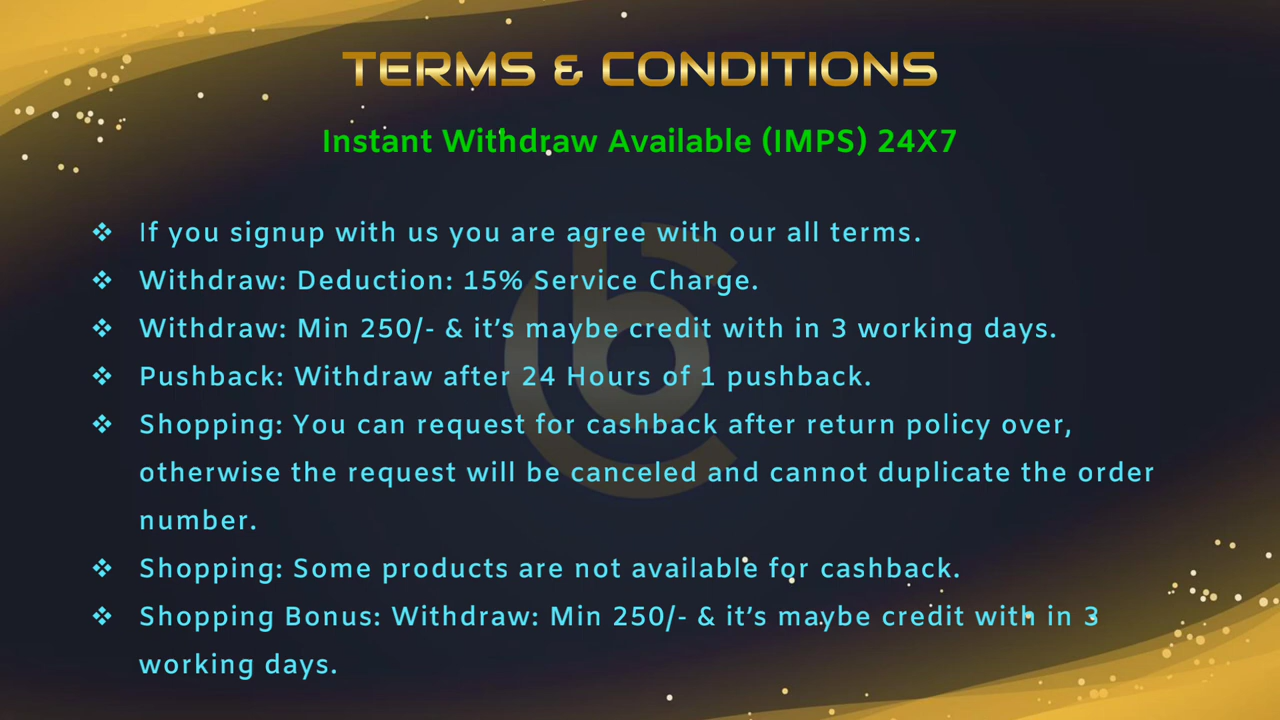 TERMS & CONDITIONS
Instant Withdraw Available (IMPS) 24X7
❖ If you signup with us you are agree with our all terms.
❖ Withdraw: Deduction: 15% Service Charge.
❖ Withdraw: Min 250/- & it’s maybe credit with in 3 working days.
❖ Pushback: Withdraw after 24 Hours of 1 pushback.
❖ Shopping: You can request for cashback after return policy over,
otherwise the request will be canceled and cannot duplicate the order
number.
❖ Shopping: Some products are not available for cashback.
❖ Shopping Bonus: Withdraw: Min 250/- & it’s maybe credit with in 3
working days.